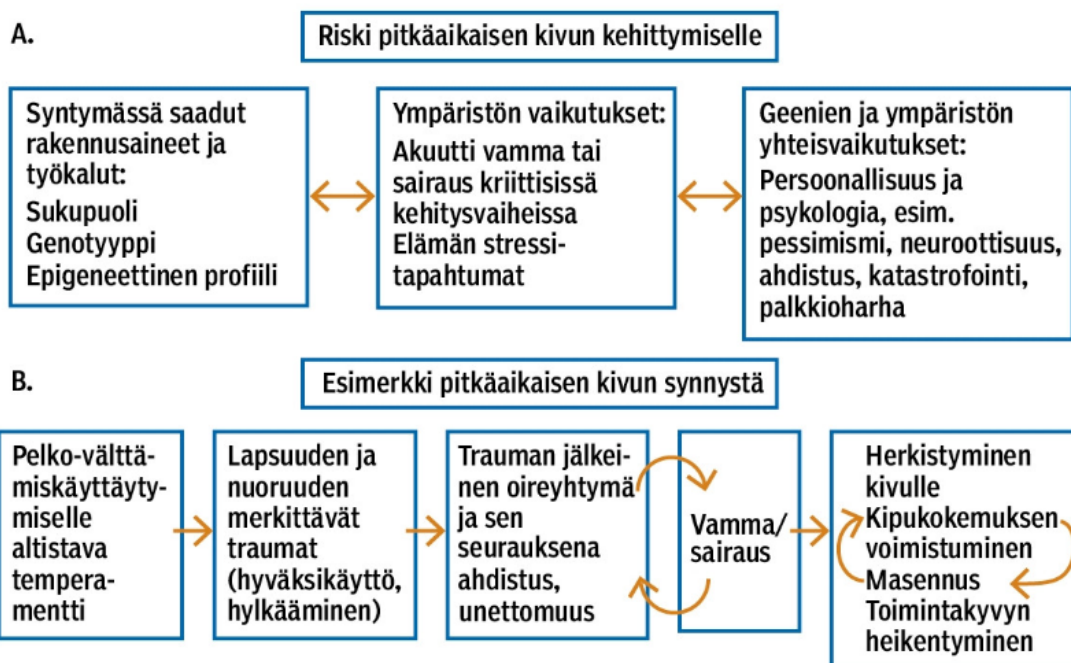 A.
Riski pitkäaikaisen kivun kehittymiselle
Syntymässä saadut
rakennusaineet ja
työkalut:
Sukupuoli
Genotyyppi
Epigeneettinen profiili
Ympäristön vaikutukset:
Akuutti vamma tai
sairaus kriittisissä
kehitysvaiheissa
Elämän stressi-
tapahtumat
Geenien ja ympäristön
yhteisvaikutukset:
Persoonallisuus ja
psykologia, esim.
pessimismi, neuroottisuus,
ahdistus, katastrofointi,
palkkioharha
B.
Esimerkki pitkäaikaisen kivun synnystä
Pelko-välttä-
miskäyttäyty-
miselle
altistava
tempera-
mentti
Lapsuuden ja
nuoruuden
merkittävät
traumat
(hyväksikäyttö,
hylkääminen)
Trauman jälkei-
nen oireyhtymä
ja sen
seurauksena
ahdistus,
unettomuus
Vamma/
sairaus
Herkistyminen
kivulle
Kipukokemuksen
voimistuminen
Masennus
Toimintakyvyn
heikentyminen